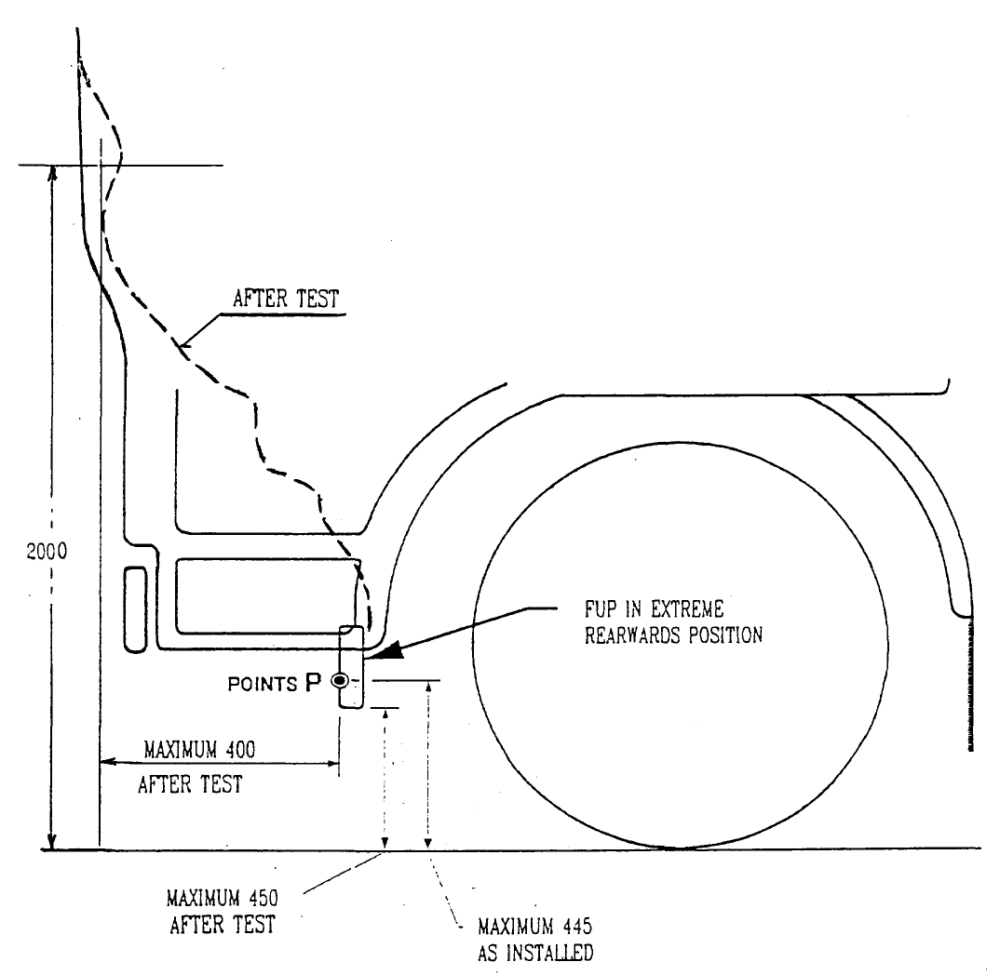 AFTER TEST
2000
FUP IN EXTREME
REARWARDS POSITION
POINTS P
MAXIMUM 400
AFTER TEST
MAXIMUM 450
AFTER TEST
MAXIMUM 445
AS INSTALLED